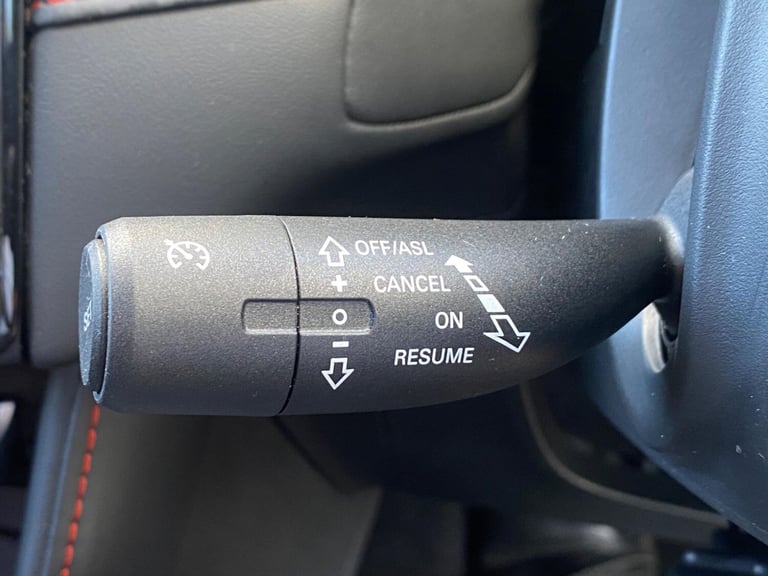 OFF/ASL
+ CANCEL
O ON
- RESUME